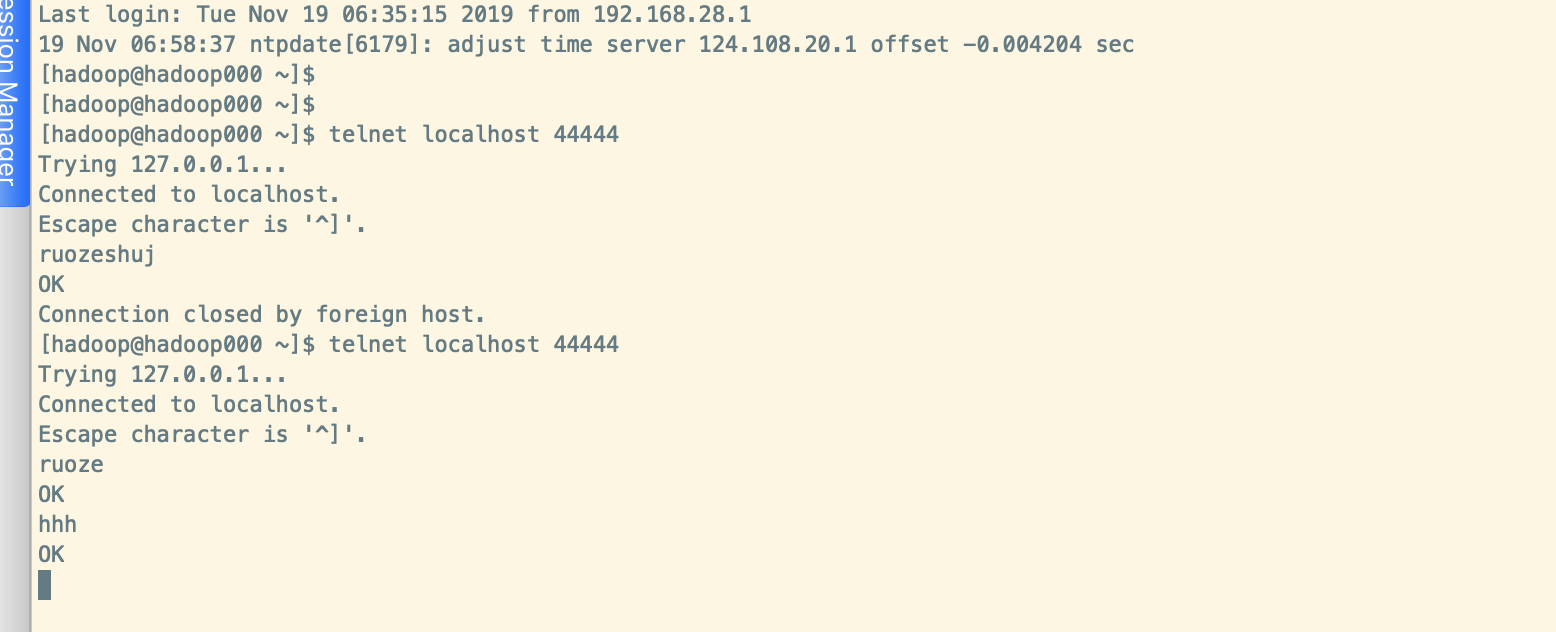 ession Manager
Last login: Tue Nov 19 06:35:15 2019 from 192.168.28.1
19 Nov 06:58:37 ntpdate[6179]: adjust time server 124.108.20.1 offset -0.004204 sec
[hadoop@hadoop000 ~]$
[hadoop@hadoop000 ~]$
[hadoop@hadoop000 ~]$ telnet localhost 44444
Trying 127.0.0.1...
Connected to localhost.
Escape character is '^]'.
ruozeshuj
OK
Connection closed by foreign host.
[hadoop@hadoop000 ~]$ telnet localhost 44444
Trying 127.0.0.1...
Connected to localhost.
Escape character is '^]'.
ruoze
OK
hhh
OK